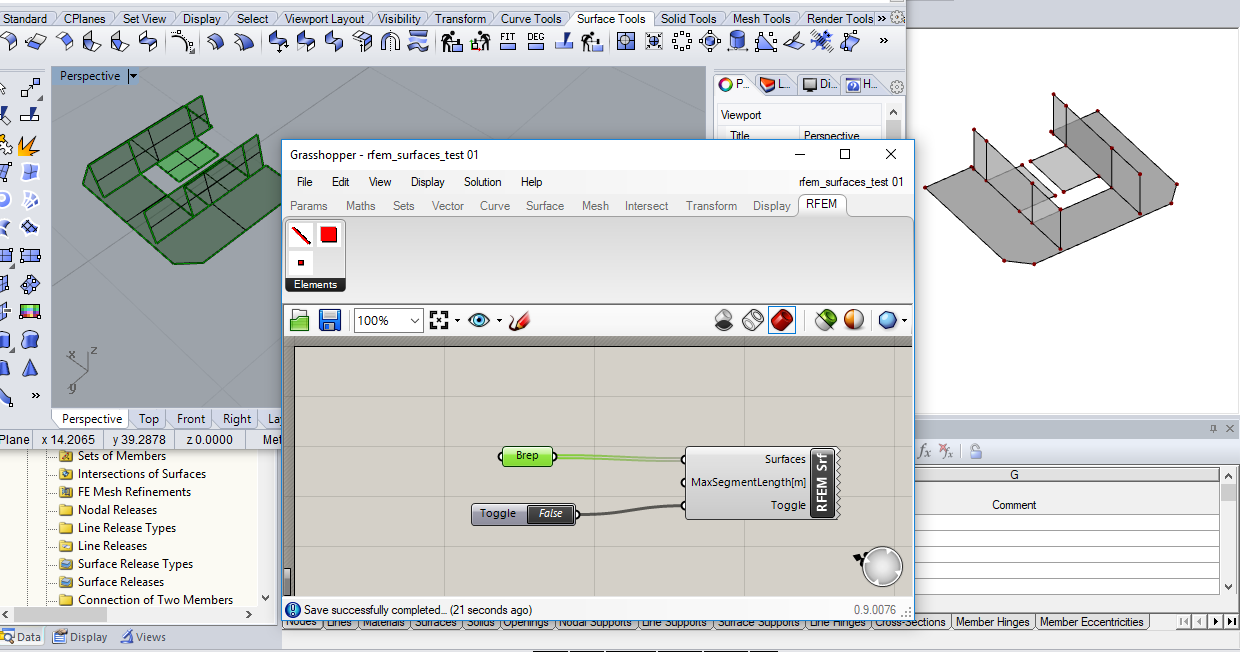 Standard CPlanes Set View Display Select Viewport Layout Visibility Transform Curve Tools Surface Tools Solid Tools Mesh Tools Render Tools »
FIT DEG »
Perspective
P... L... Di... H...
Viewport
Title Perspective
Grasshopper - rfem_surfaces_test 01
File Edit View Display Solution Help rfem_surfaces_test 01
Params Maths Sets Vector Curve Surface Mesh Intersect Transform Display RFEM
Elements
100%
z
x
y
»
Perspective Top Front Right La
Plane x 14.2065 y 39.2878 z 0.0000 Met
Sets of Members
Intersections of Surfaces
FE Mesh Refinements
Nodal Releases
Line Release Types
Line Releases
Surface Release Types
Surface Releases
Connection of Two Members
Data Display Views
Brep
Toggle False
Surfaces
MaxSegmentLength[m]
Toggle
RFEM Srf
fx fx
G
Comment
Save successfully completed... (21 seconds ago) 0.9.0076
Nodes Lines Materials Surfaces Solids Openings Nodal Supports Line Supports Surface Supports Line Hinges Cross-Sections Member Hinges Member Eccentricities